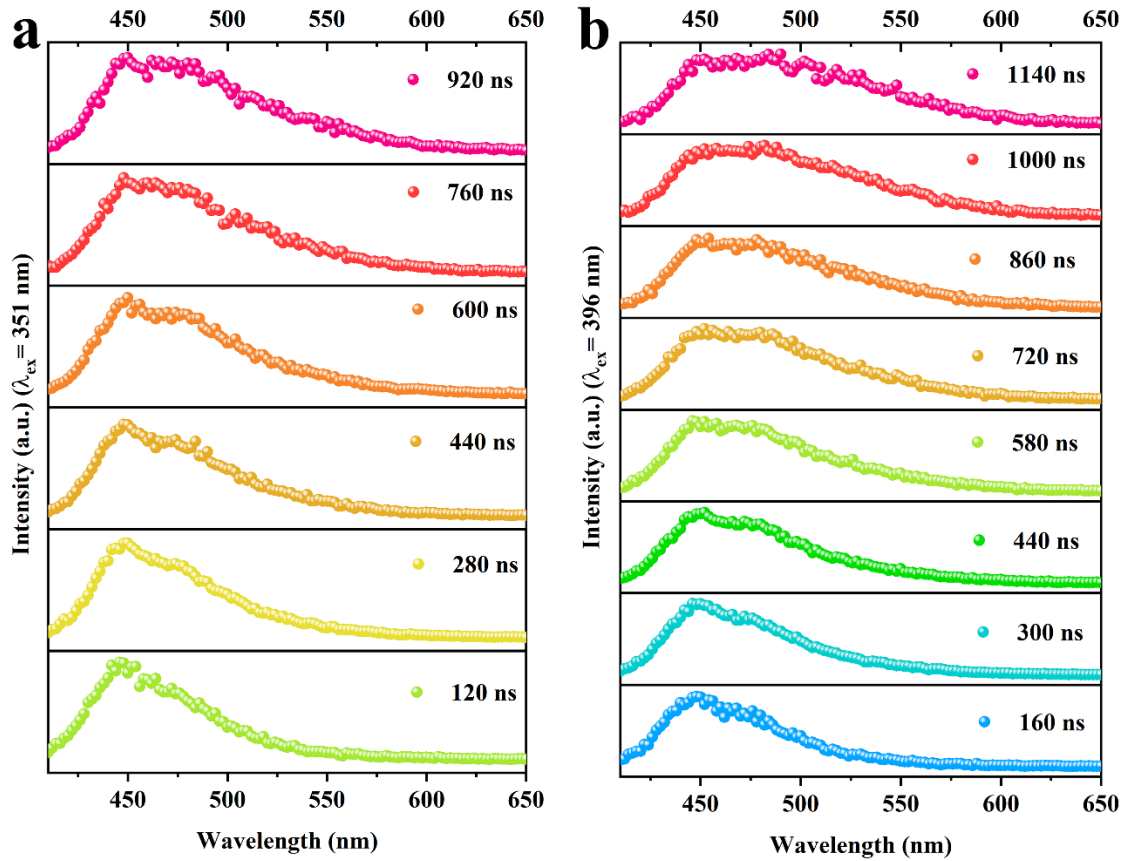 a
450 500 550 600 650
920 ns
760 ns
600 ns
440 ns
280 ns
120 ns
Intensity (a.u.) (λex= 351 nm)
450 500 550 600 650
Wavelength (nm)
b
450 500 550 600 650
1140 ns
1000 ns
860 ns
720 ns
580 ns
440 ns
300 ns
160 ns
Intensity (a.u.) (λex= 396 nm)
450 500 550 600 650
Wavelength (nm)